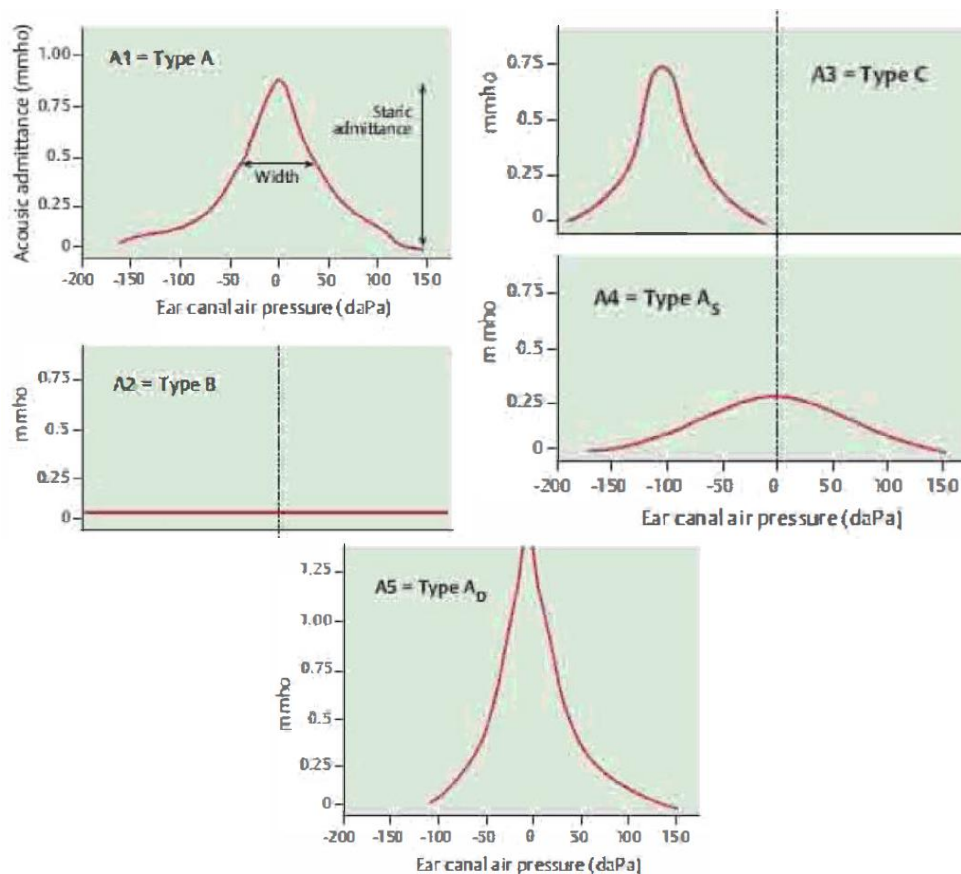 A1 = Type A
Acousic admittance (mmho)
1.00
0.75
0.5
0.25
0
Staric
admittance
Width
-200 -150 -100 -50 0 50 100 150
Ear canal air pressure (daPa)
A2 = Type B
mmho
0.75
0.5
0.25
0
A3 = Type C
mmho
0.75
0.5
0.25
0
A4 = Type As
mmho
0.75
0.5
0.25
0
-200 -150 -100 -50 0 50 100 150
Ear canal air pressure (daPa)
A5 = Type AD
mmho
1.25
1.00
0.75
0.5
0.25
0
-200 -150 -100 -50 0 50 100 150
Ear canal air pressure (daPa)